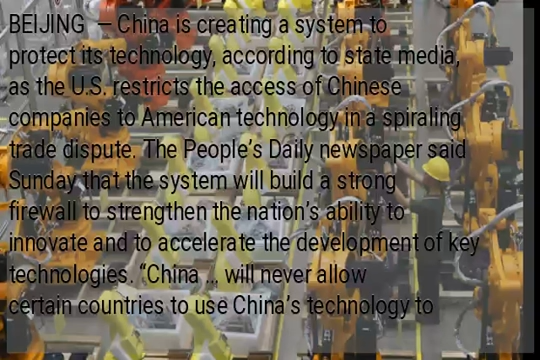 BEIJING — China is creating a system to
protect its technology, according to state media,
as the U.S. restricts the access of Chinese
companies to American technology in a spiraling
trade dispute. The People's Daily newspaper said
Sunday that the system will build a strong
firewall to strengthen the nation's ability to
innovate and to accelerate the development of key
technologies. “China ... will never allow
certain countries to use China's technology to